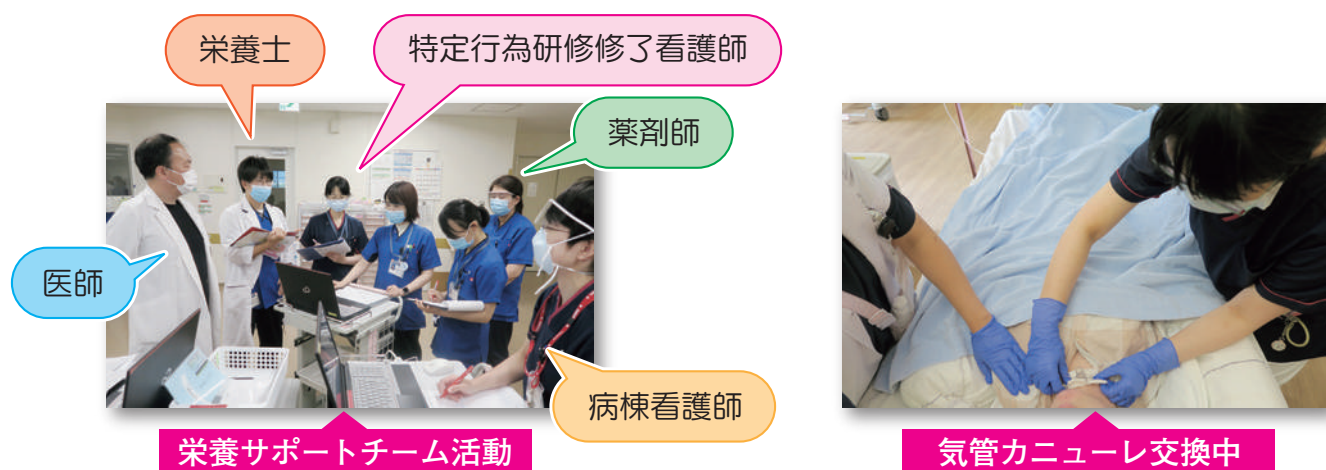 栄養士
特定行為研修修了看護師
薬剤師
医師
病棟看護師
栄養サポートチーム活動
気管カニューレ交換中